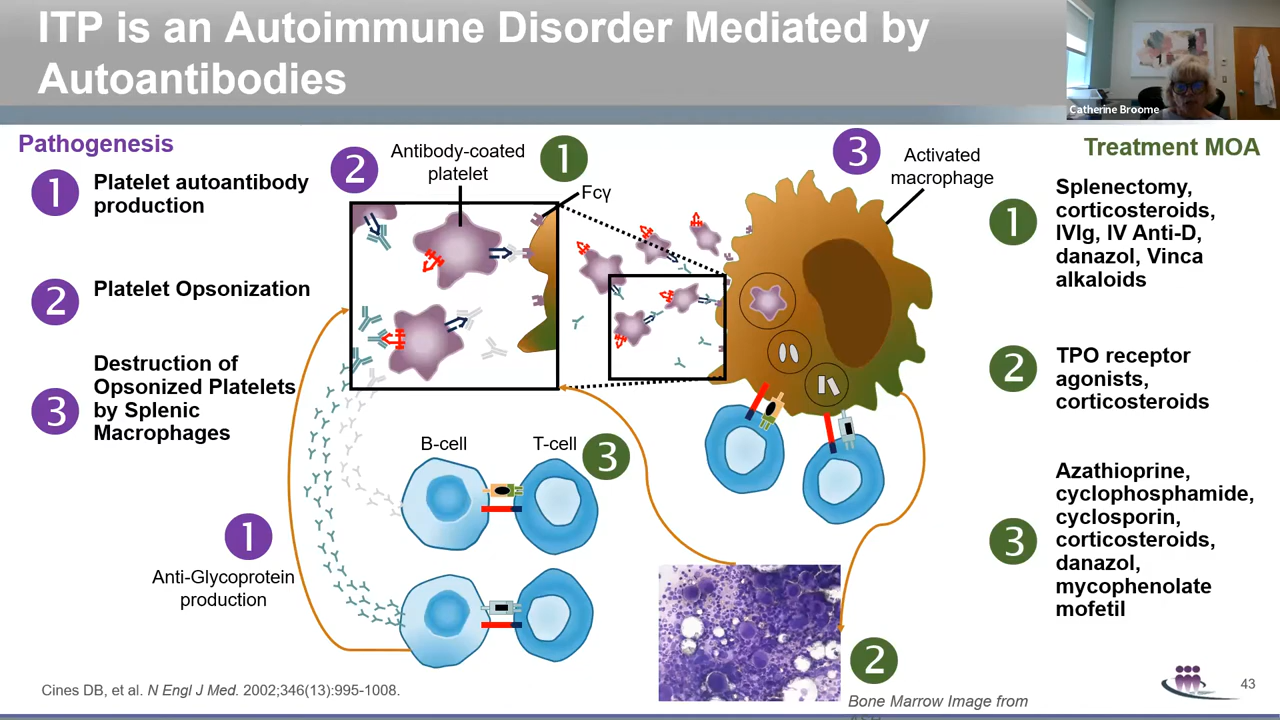 ITP is an Autoimmune Disorder Mediated by
Autoantibodies
Catherine Broome
Pathogenesis
1
Platelet autoantibody
production
2
Platelet Opsonization
3
Destruction of
Opsonized Platelets
by Splenic
Macrophages
2
Antibody-coated
platelet
1
Fcγ
3
Activated
macrophage
B-cell
T-cell
3
1
Anti-Glycoprotein
production
2
Bone Marrow Image from
Treatment MOA
1
Splenectomy,
corticosteroids,
IVIg, IV Anti-D,
danazol, Vinca
alkaloids
2
TPO receptor
agonists,
corticosteroids
3
Azathioprine,
cyclophosphamide,
cyclosporin,
corticosteroids,
danazol,
mycophenolate
mofetil
Cines DB, et al. N Engl J Med. 2002;346(13):995-1008.
43